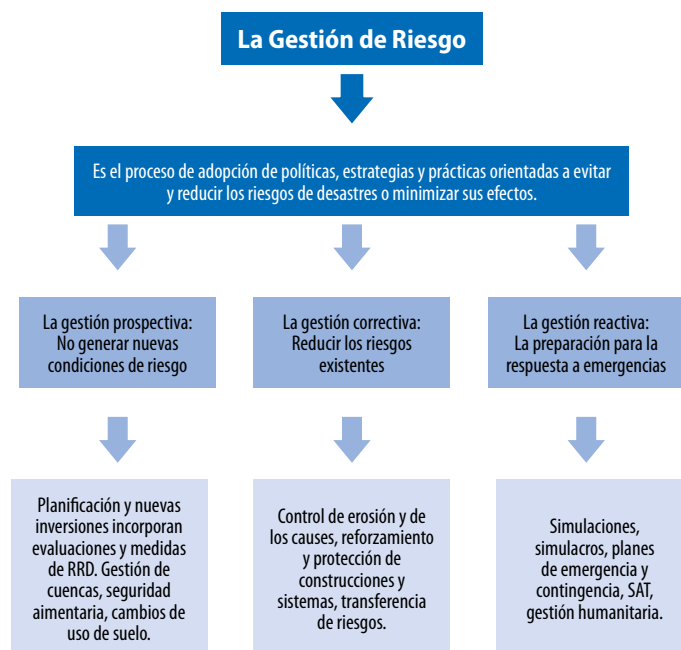 La Gestión de Riesgo
Es el proceso de adopción de políticas, estrategias y prácticas orientadas a evitar
y reducir los riesgos de desastres o minimizar sus efectos.
La gestión prospectiva:
No generar nuevas
condiciones de riesgo
La gestión correctiva:
Reducir los riesgos
existentes
La gestión reactiva:
La preparación para la
respuesta a emergencias
Planificación y nuevas
inversiones incorporan
evaluaciones y medidas
de RRD. Gestión de
cuencas, seguridad
aimentaria, cambios de
uso de suelo.
Control de erosión y de
los causes, reforzamiento
y protección de
construcciones y
sistemas, transferencia
de riesgos.
Simulaciones,
simulacros, planes
de emergencia y
contingencia, SAT,
gestión humanitaria.